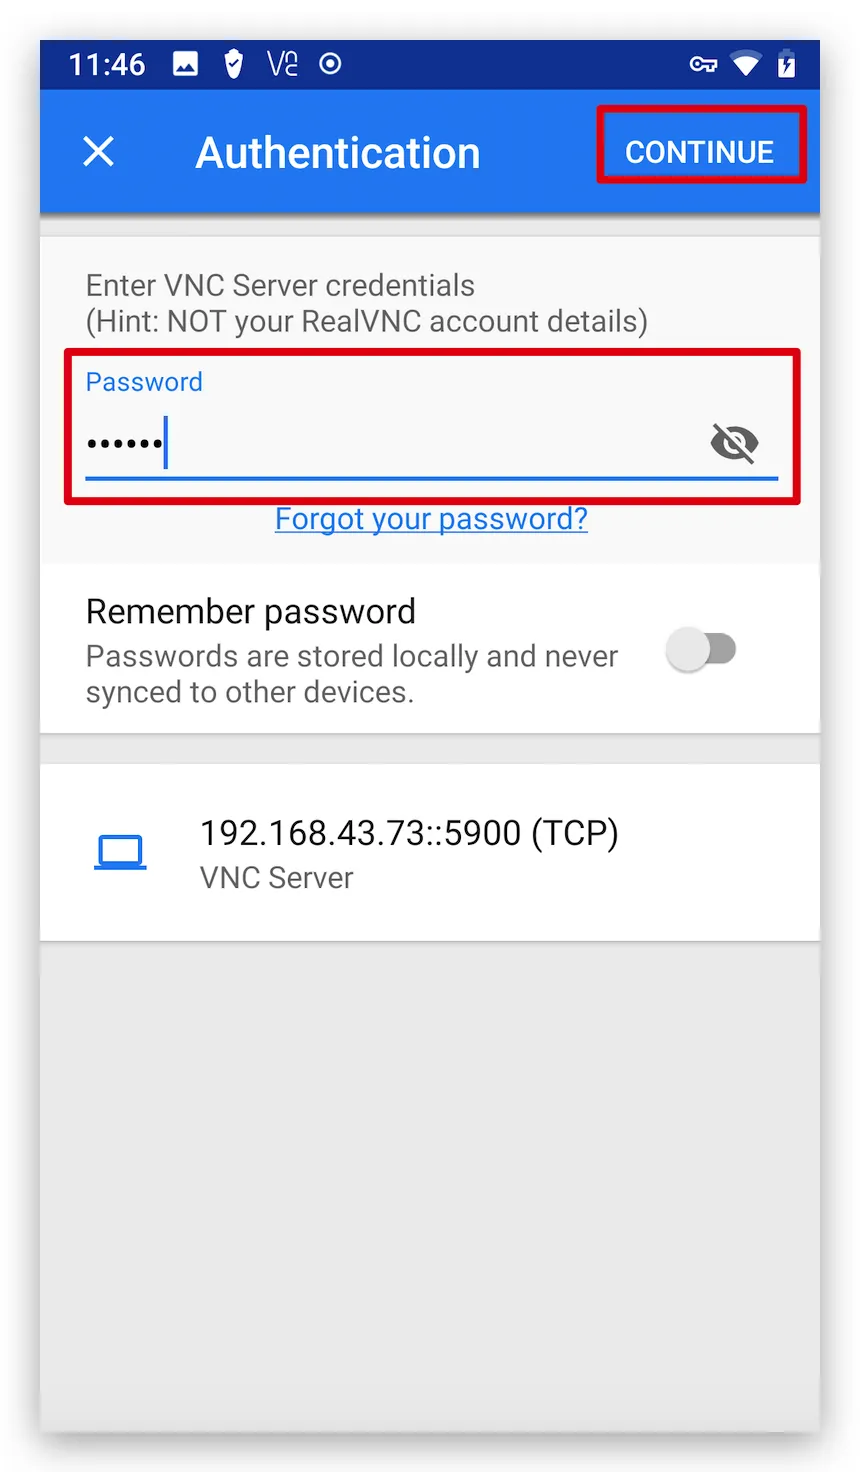 11:46 VC
Authentication CONTINUE
Enter VNC Server credentials
(Hint: NOT your RealVNC account details)
Password
••••••
Forgot your password?
Remember password
Passwords are stored locally and never
synced to other devices.
192.168.43.73::5900 (TCP)
VNC Server